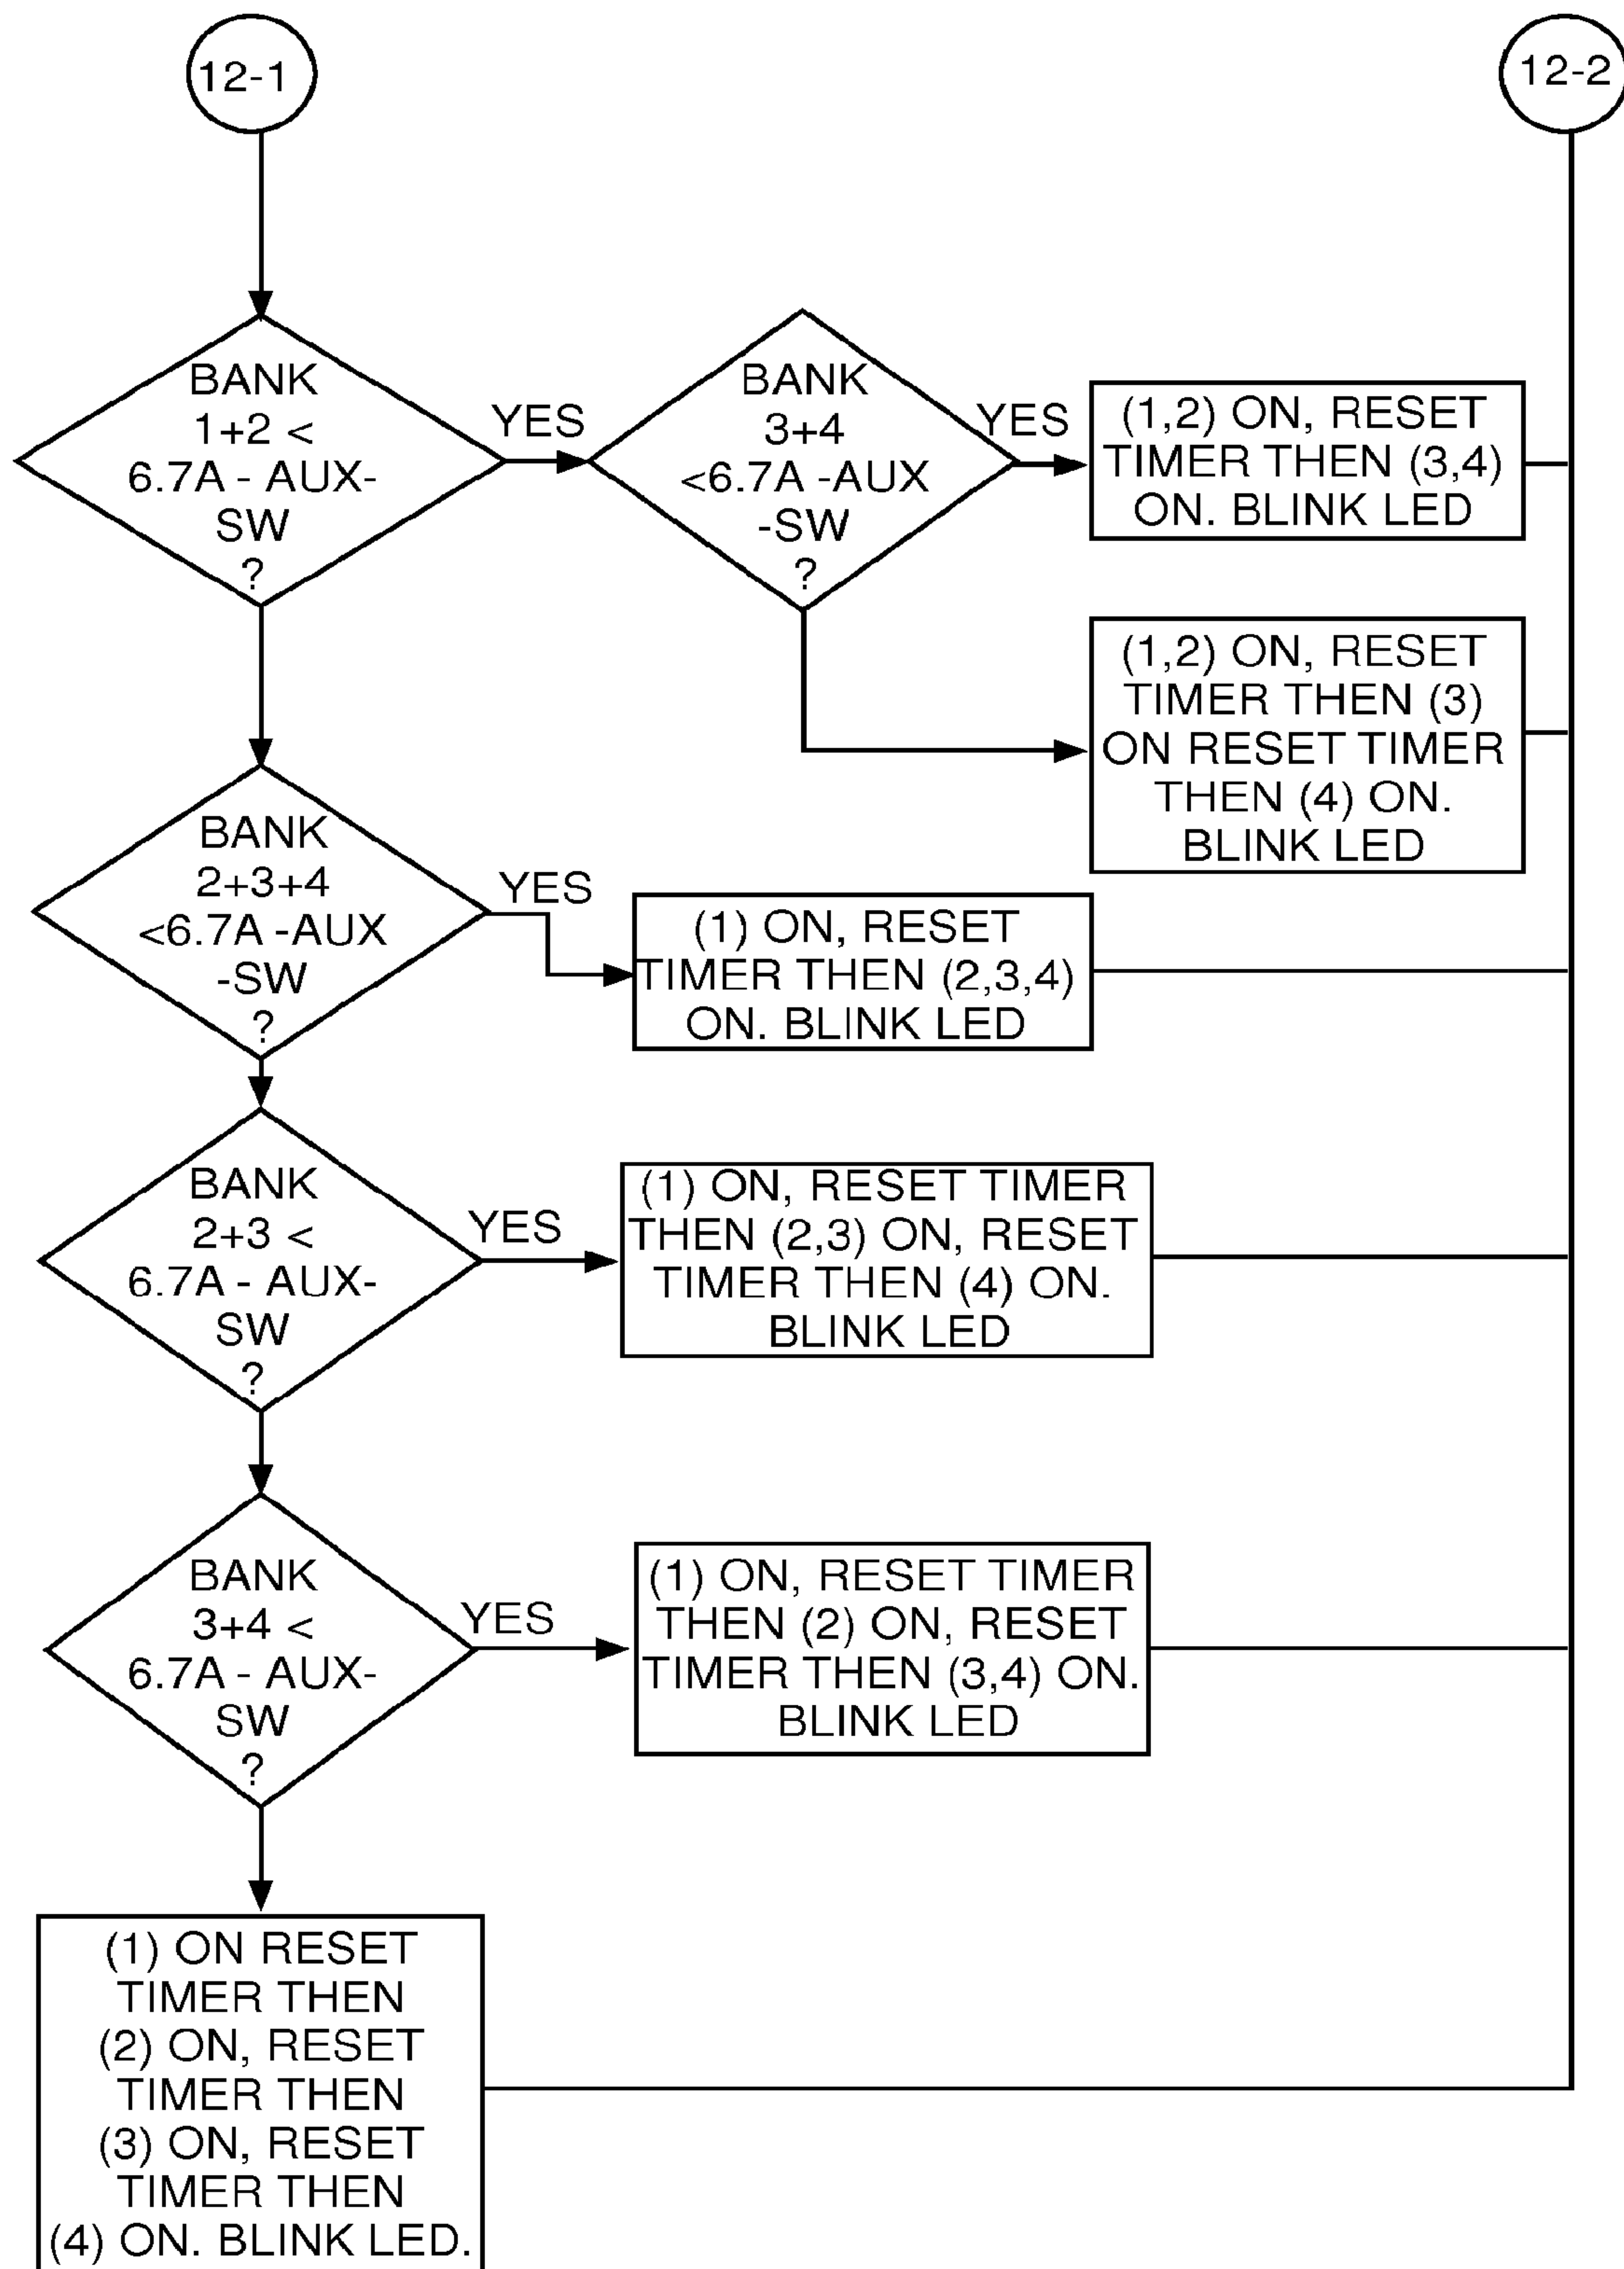 12-1
12-2
BANK
1+2 <
6.7A - AUX-
SW
?
YES
BANK
3+4
<6.7A -AUX
-SW
?
YES
(1,2) ON, RESET
TIMER THEN (3,4)
ON. BLINK LED
(1,2) ON, RESET
TIMER THEN (3)
ON RESET TIMER
THEN (4) ON.
BLINK LED
BANK
2+3+4
<6.7A -AUX
-SW
?
YES
(1) ON, RESET
TIMER THEN (2,3,4)
ON. BLINK LED
BANK
2+3 <
6.7A - AUX-
SW
?
YES
(1) ON, RESET TIMER
THEN (2,3) ON, RESET
TIMER THEN (4) ON.
BLINK LED
BANK
3+4 <
6.7A - AUX-
SW
?
YES
(1) ON, RESET TIMER
THEN (2) ON, RESET
TIMER THEN (3,4) ON.
BLINK LED
(1) ON RESET
TIMER THEN
(2) ON, RESET
TIMER THEN
(3) ON, RESET
TIMER THEN
(4) ON. BLINK LED.